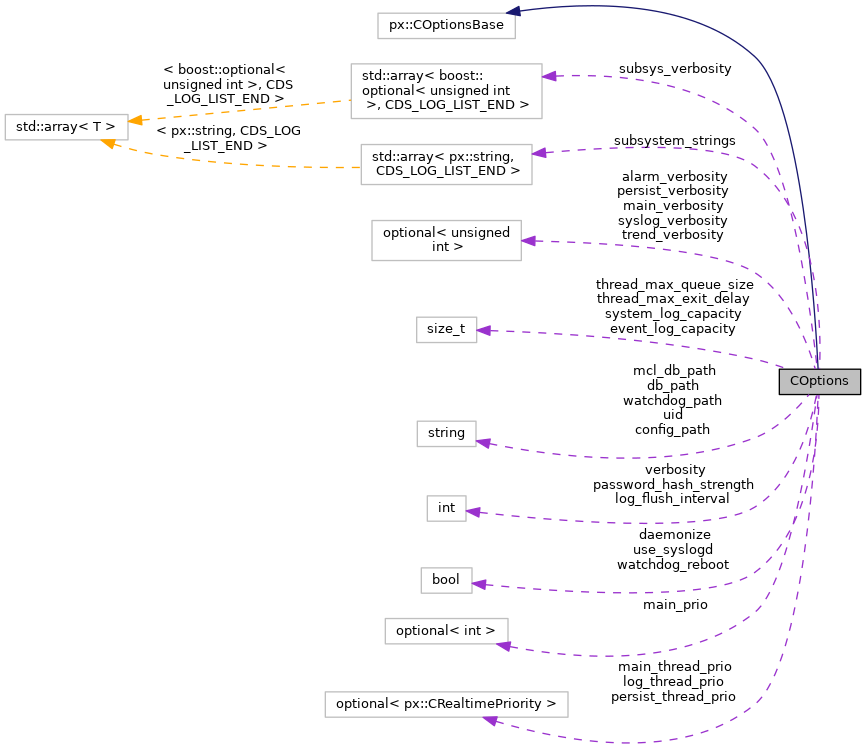 px::COptionsBase
< boost::optional<
unsigned int >, CDS
_LOG_LIST_END >
std::array< boost::
optional< unsigned int
 >, CDS_LOG_LIST_END >
subsys_verbosity
std::array< T >
< px::string, CDS_LOG
_LIST_END >
std::array< px::string,
 CDS_LOG_LIST_END >
subsystem_strings
alarm_verbosity
persist_verbosity
main_verbosity
syslog_verbosity
trend_verbosity
optional< unsigned
int >
thread_max_queue_size
thread_max_exit_delay
system_log_capacity
event_log_capacity
size_t
COptions
mcl_db_path
db_path
watchdog_path
uid
config_path
string
verbosity
password_hash_strength
log_flush_interval
int
daemonize
use_syslogd
watchdog_reboot
bool
main_prio
optional< int >
main_thread_prio
log_thread_prio
persist_thread_prio
optional< px::CRealtimePriority >